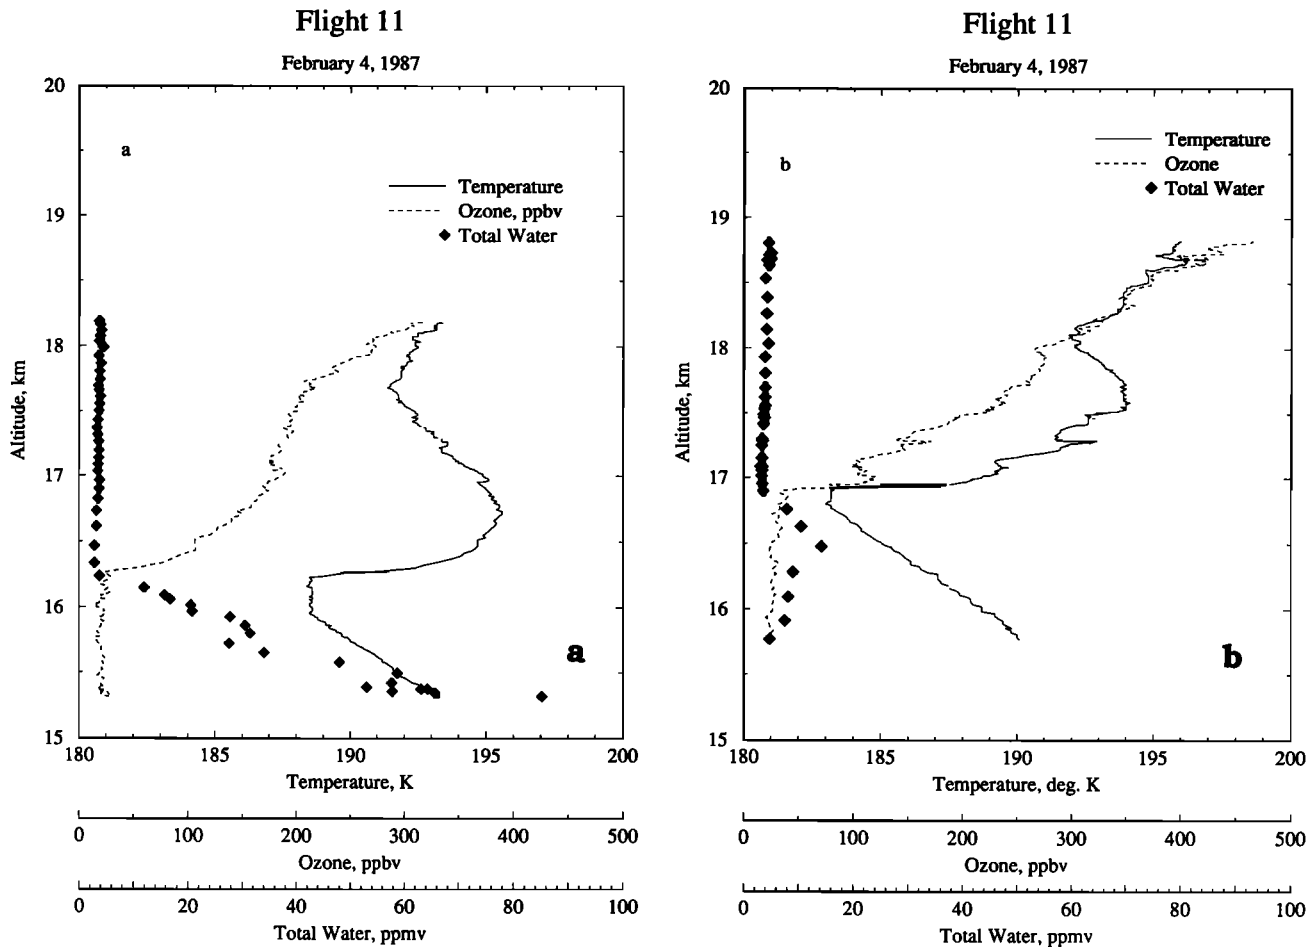 Flight 11
February 4, 1987
20
19
18
17
16
15
Altitude, km
a
Temperature
Ozone, ppbv
Total Water
a
180 185 190 195 200
Temperature, K
0 100 200 300 400 500
Ozone, ppbv
0 20 40 60 80 100
Total Water, ppmv
Flight 11
February 4, 1987
20
19
18
17
16
15
Altitude, km
b
Temperature
Ozone
Total Water
b
180 185 190 195 200
Temperature, deg. K
0 100 200 300 400 500
Ozone, ppbv
0 20 40 60 80 100
Total Water, ppmv